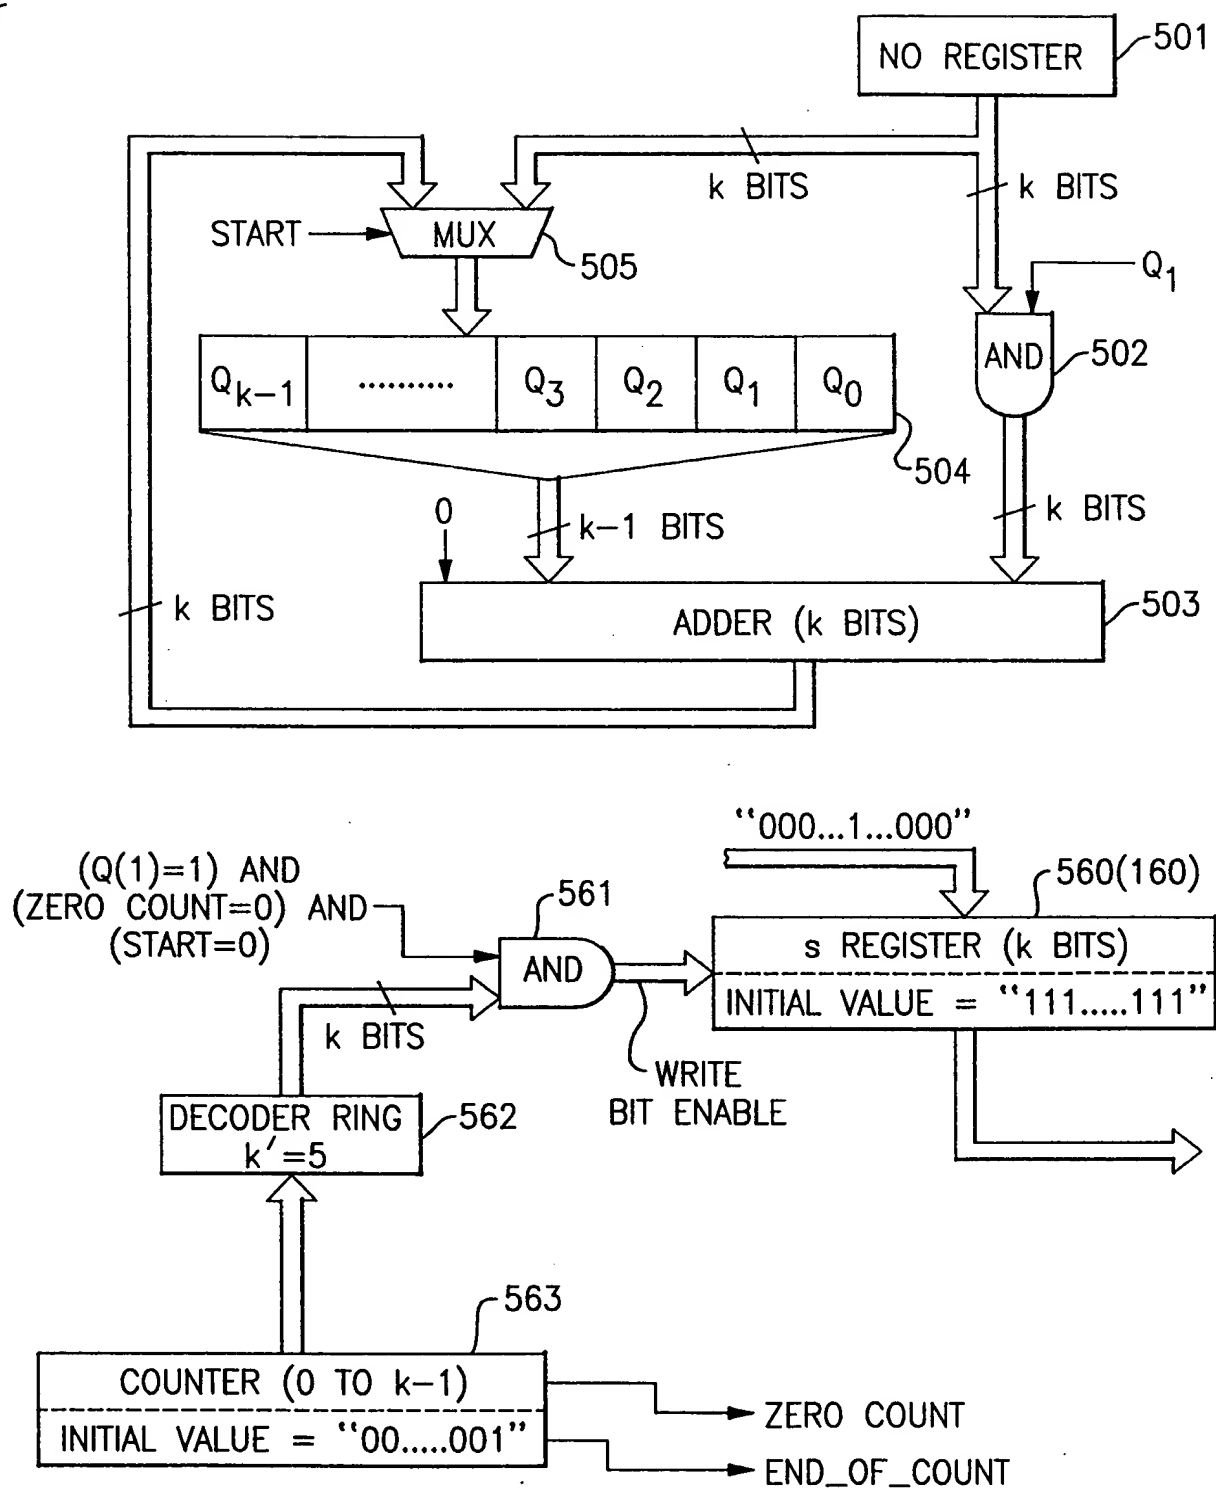 NO REGISTER
501
k BITS
k BITS
START
MUX
505
Q1
Qk-1
..........
Q3
Q2
Q1
Q0
AND
502
504
0
k-1 BITS
k BITS
k BITS
ADDER (k BITS)
503
“000...1...000”
(Q(1)=1) AND
(ZERO COUNT=0) AND
(START=0)
561
560(160)
AND
s REGISTER (k BITS)
INITIAL VALUE = “111.....111”
k BITS
WRITE
BIT ENABLE
DECODER RING
k′=5
562
563
COUNTER (0 TO k-1)
INITIAL VALUE = “00.....001”
ZERO COUNT
END_OF_COUNT